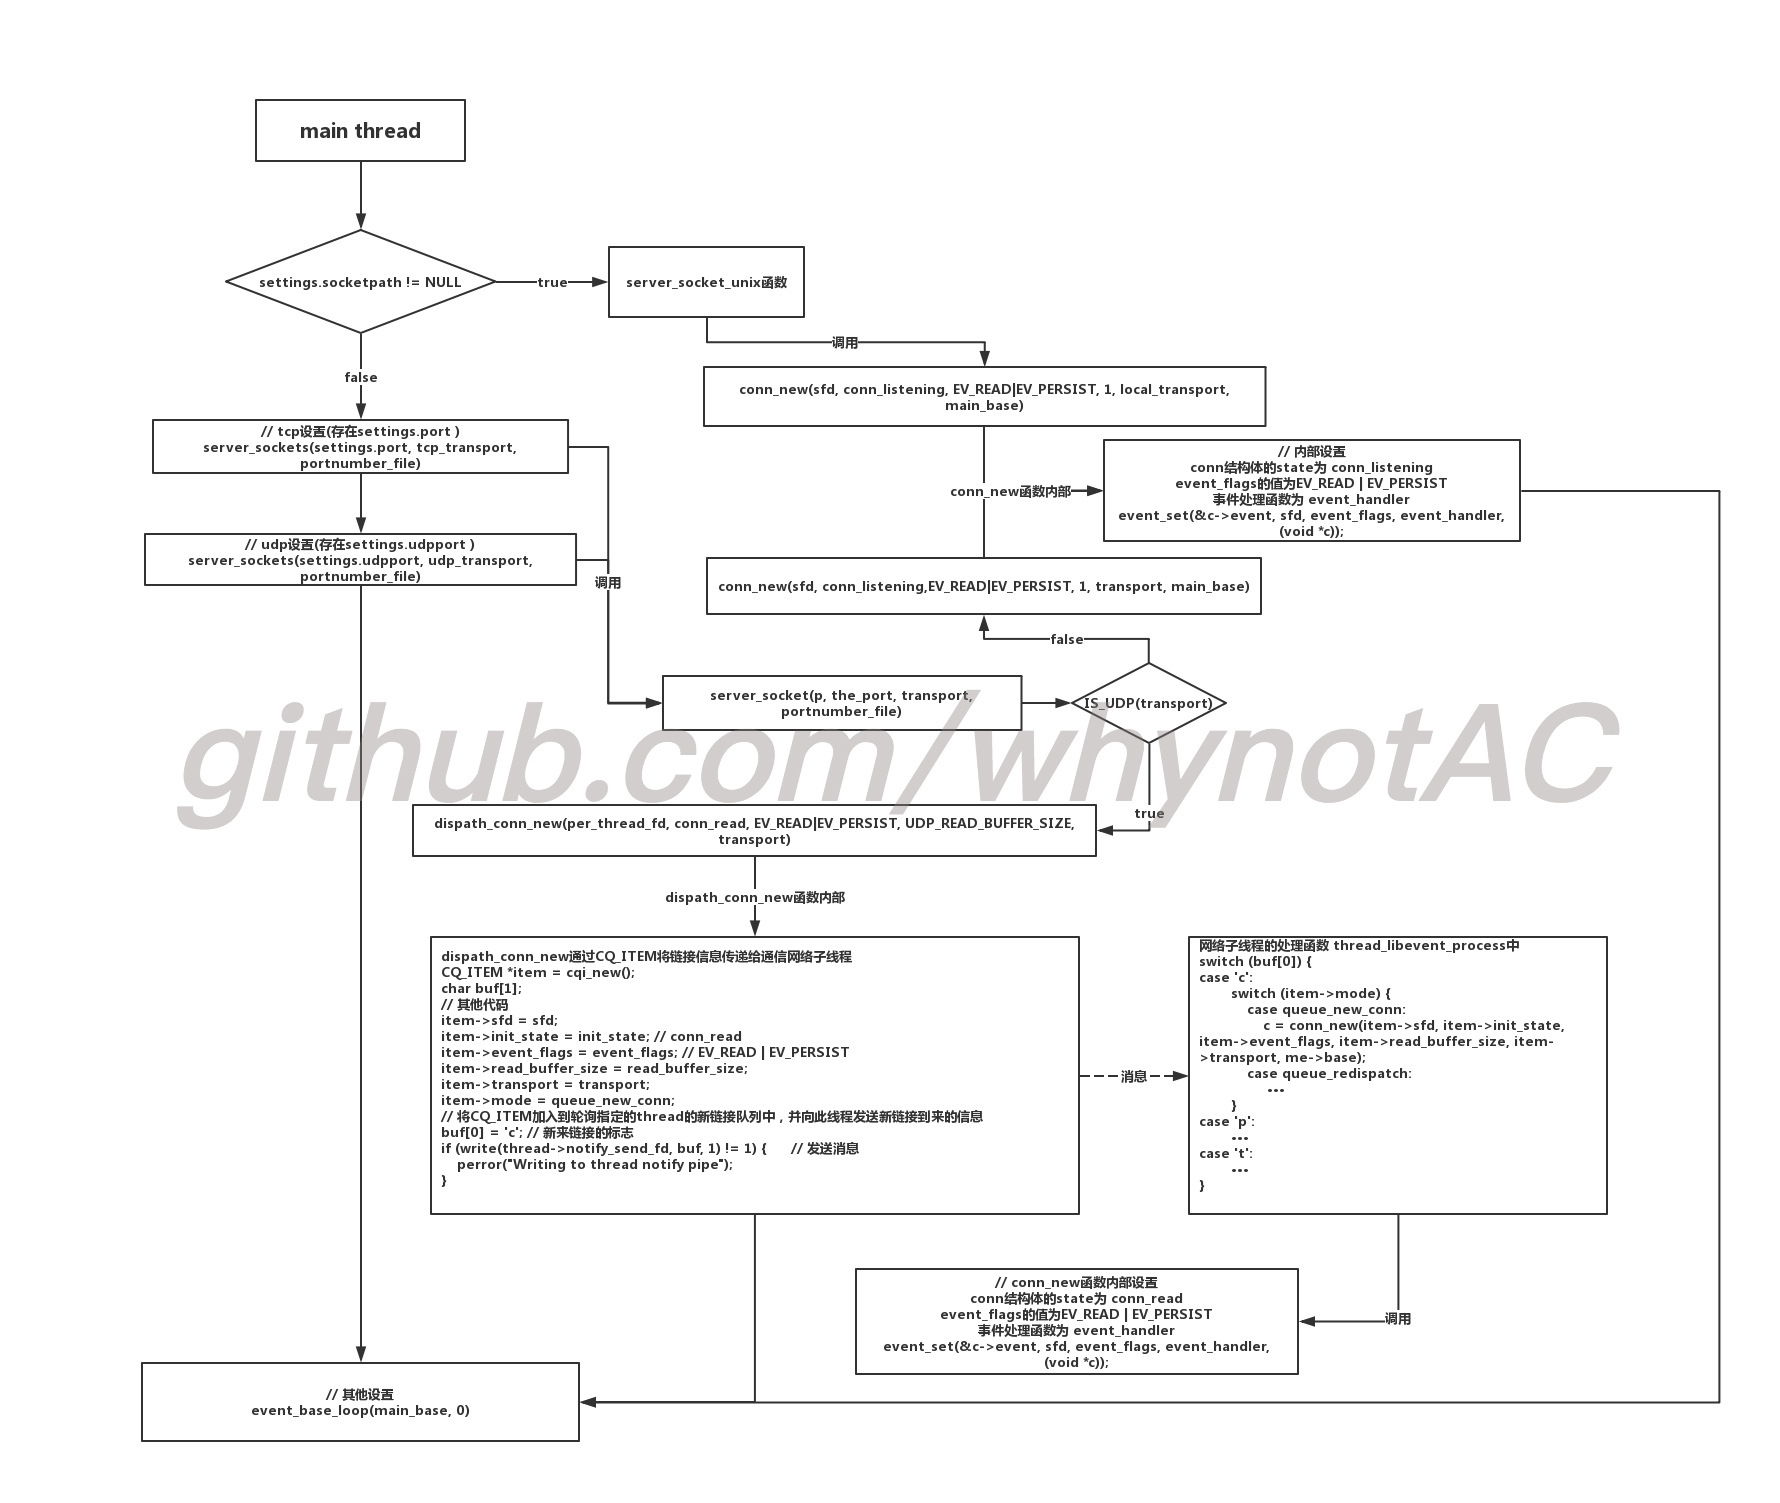 main thread
settings.socketpath != NULL
true
server_socket_unix函数
调用
false
conn_new(sfd, conn_listening, EV_READ|EV_PERSIST, 1, local_transport,
main_base)
// tcp设置(存在settings.port )
server_sockets(settings.port, tcp_transport,
portnumber_file)
// 内部设置
conn结构体的state为 conn_listening
event_flags的值为EV_READ | EV_PERSIST
事件处理函数为 event_handler
event_set(&c->event, sfd, event_flags, event_handler,
(void *c));
conn_new函数内部
// udp设置(存在settings.udpport )
server_sockets(settings.udpport, udp_transport,
portnumber_file)
调用
conn_new(sfd, conn_listening,EV_READ|EV_PERSIST, 1, transport, main_base)
false
server_socket(p, the_port, transport,
portnumber_file)
IS_UDP(transport)
github.com/whynotAC
true
dispath_conn_new(per_thread_fd, conn_read, EV_READ|EV_PERSIST, UDP_READ_BUFFER_SIZE,
transport)
dispath_conn_new函数内部
dispath_conn_new通过CQ_ITEM将链接信息传递给通信网络子线程
CQ_ITEM *item = cqi_new();
char buf[1];
// 其他代码
item->sfd = sfd;
item->init_state = init_state; // conn_read
item->event_flags = event_flags; // EV_READ | EV_PERSIST
item->read_buffer_size = read_buffer_size;
item->transport = transport;
item->mode = queue_new_conn;
// 将CQ_ITEM加入到轮询指定的thread的新链接队列中，并向此线程发送新链接到来的信息
buf[0] = 'c'; // 新来链接的标志
if (write(thread->notify_send_fd, buf, 1) != 1) {      // 发送消息
    perror("Writing to thread notify pipe");
}
消息
网络子线程的处理函数 thread_libevent_process中
switch (buf[0]) {
case 'c':
        switch (item->mode) {
            case queue_new_conn:
                c = conn_new(item->sfd, item->init_state,
item->event_flags, item->read_buffer_size, item-
>transport, me->base);
            case queue_redispatch:
                 ...
        }
case 'p':
        ...
case 't':
        ...
}
调用
// conn_new函数内部设置
conn结构体的state为 conn_read
event_flags的值为EV_READ | EV_PERSIST
事件处理函数为 event_handler
event_set(&c->event, sfd, event_flags, event_handler,
(void *c));
// 其他设置
event_base_loop(main_base, 0)